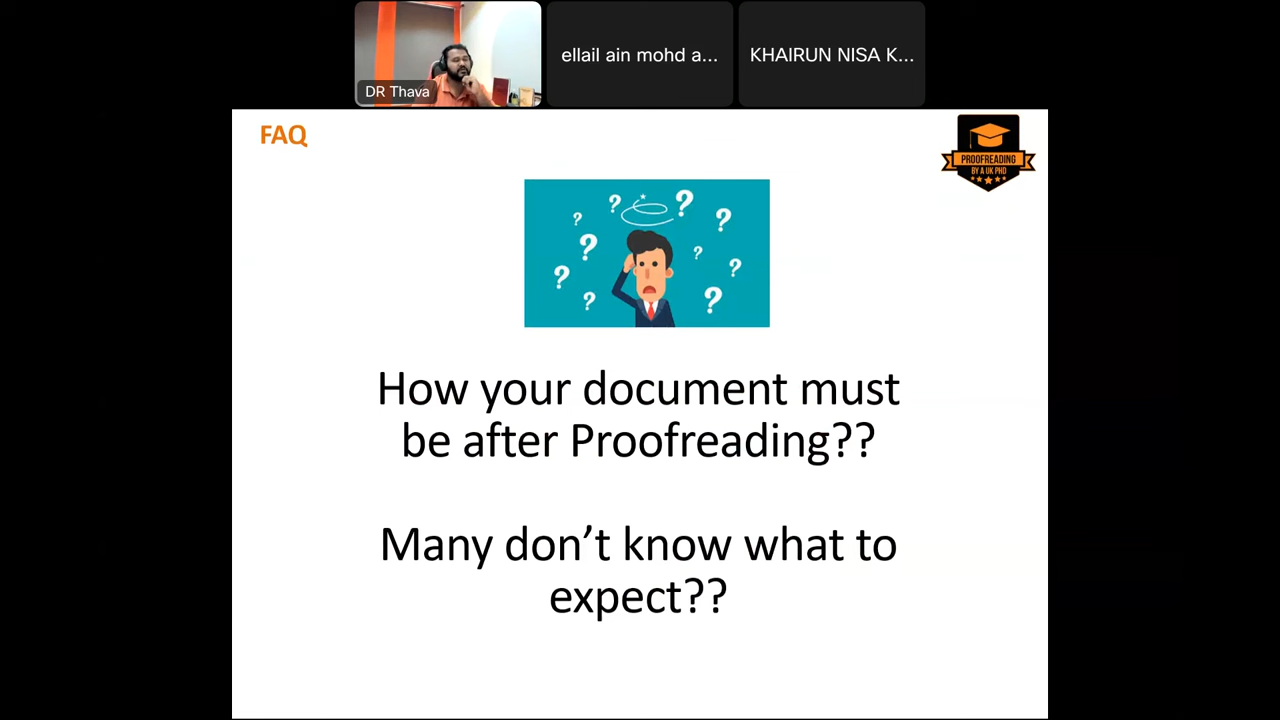 DR Thava
ellail ain mohd a...
KHAIRUN NISA K...
FAQ
PROOFREADING
BY A UK PHD
? ? ? ? ? ? ? ? ? ?
How your document must
be after Proofreading??
Many don't know what to
expect??